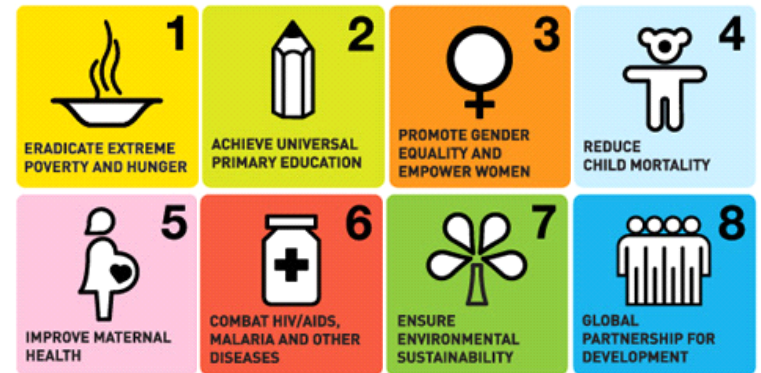 1
ERADICATE EXTREME
POVERTY AND HUNGER
2
ACHIEVE UNIVERSAL
PRIMARY EDUCATION
3
PROMOTE GENDER
EQUALITY AND
EMPOWER WOMEN
4
REDUCE
CHILD MORTALITY
5
IMPROVE MATERNAL
HEALTH
6
COMBAT HIV/AIDS,
MALARIA AND OTHER
DISEASES
7
ENSURE
ENVIRONMENTAL
SUSTAINABILITY
8
GLOBAL
PARTNERSHIP FOR
DEVELOPMENT